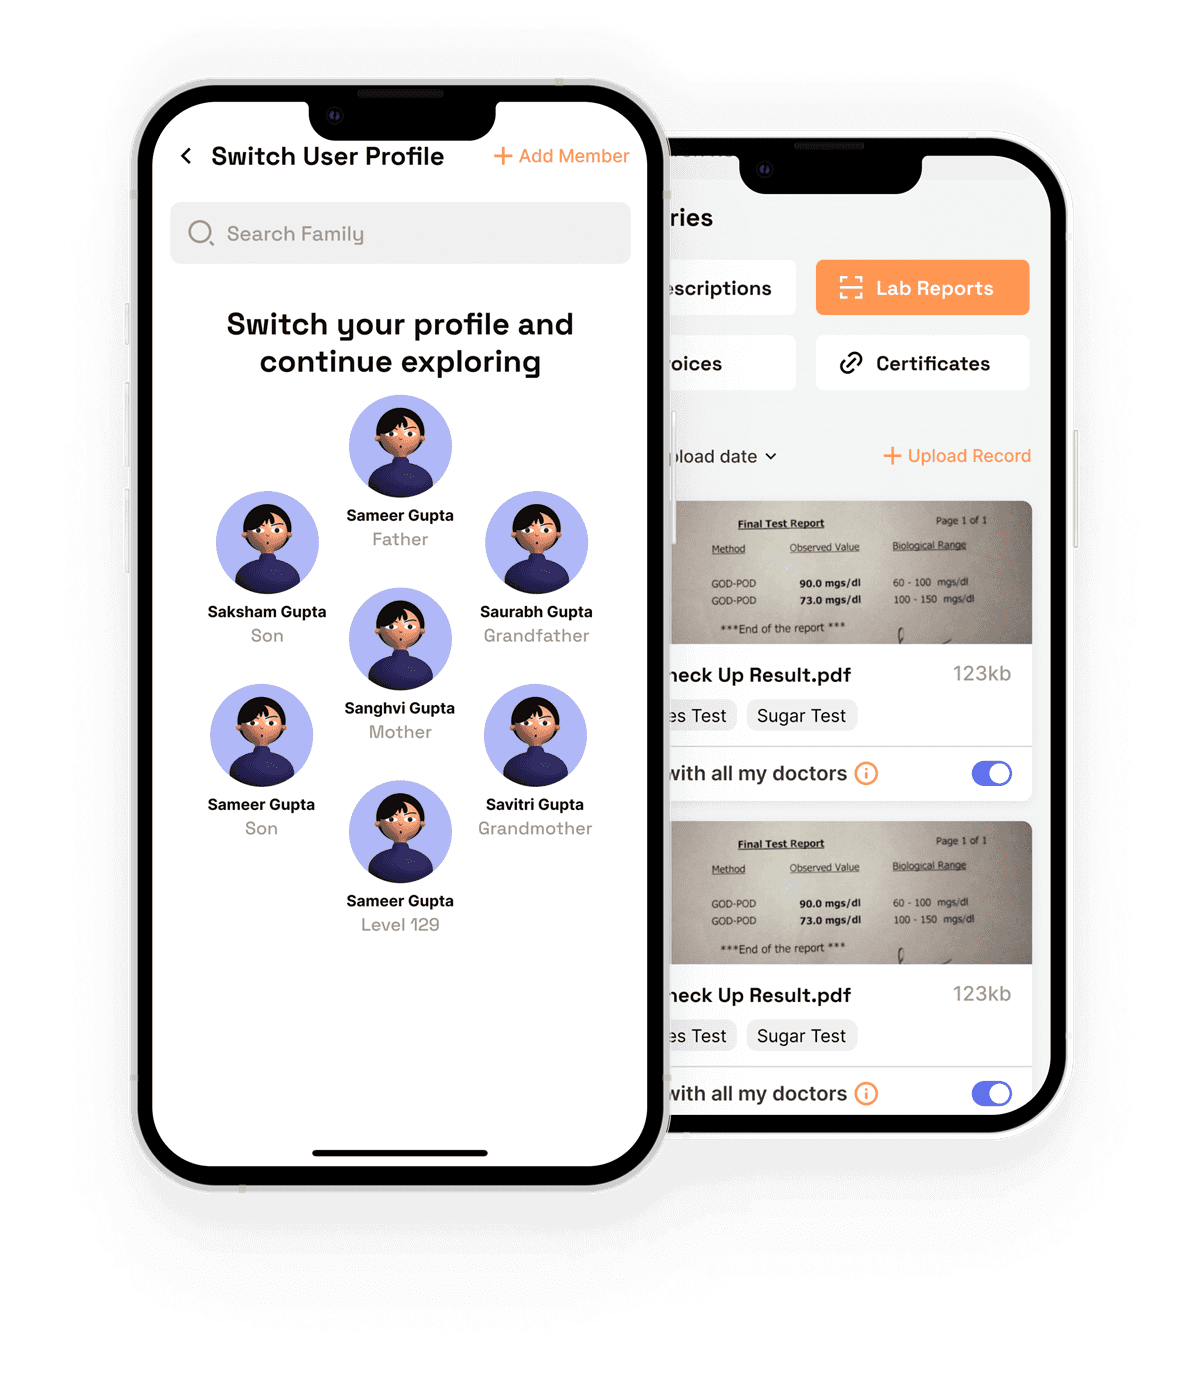 Switch User Profile
+ Add Member
Search Family
Switch your profile and
continue exploring
Sameer Gupta
Father
Saksham Gupta
Son
Saurabh Gupta
Grandfather
Sanghvi Gupta
Mother
Sameer Gupta
Son
Savitri Gupta
Grandmother
Sameer Gupta
Level 129
ries
escriptions
Lab Reports
oices
Certificates
pload date
+ Upload Record
Final Test Report Page 1 of 1
Method Observed Value Biological Range
GOD-POD 90.0 mgs/dl 60 - 100 mgs/dl
GOD-POD 73.0 mgs/dl 100 - 150 mgs/dl
***End of the report ***
heck Up Result.pdf
123kb
es Test
Sugar Test
with all my doctors
Final Test Report Page 1 of 1
Method Observed Value Biological Range
GOD-POD 90.0 mgs/dl 60 - 100 mgs/dl
GOD-POD 73.0 mgs/dl 100 - 150 mgs/dl
***End of the report ***
heck Up Result.pdf
123kb
es Test
Sugar Test
with all my doctors